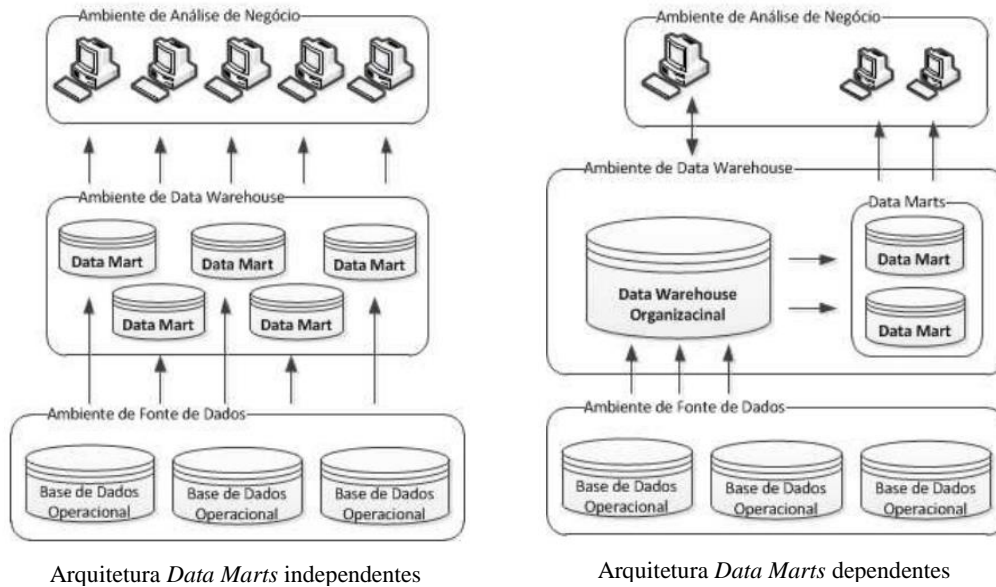 Ambiente de Análise de Negócio
Ambiente de Data Warehouse
Data Mart
Data Mart
Data Mart
Data Mart
Data Mart
Ambiente de Fonte de Dados
Base de Dados
Operacional
Base de Dados
Operacional
Base de Dados
Operacional
Arquitetura Data Marts independentes
Ambiente de Análise de Negócio
Ambiente de Data Warehouse
Data Marts
Data Mart
Data Mart
Data Warehouse
Organizacinal
Ambiente de Fonte de Dados
Base de Dados
Operacional
Base de Dados
Operacional
Base de Dados
Operacional
Arquitetura Data Marts dependentes